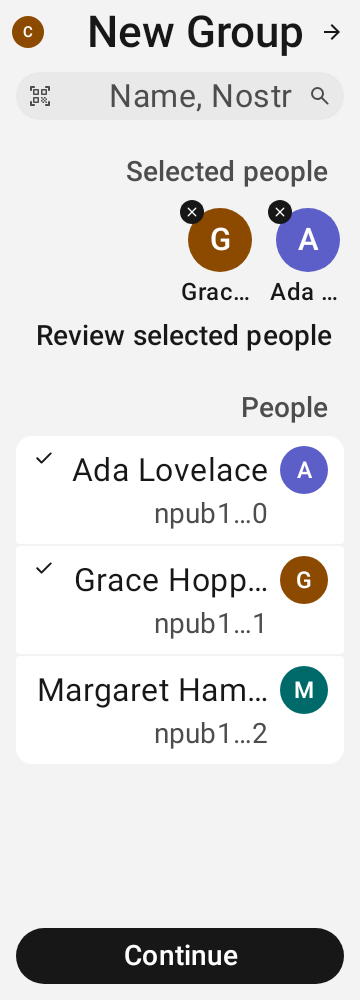 C
New Group
Name, Nostr
Selected people
A
G
Ada …
Grac…
Review selected people
People
Ada Lovelace
A
npub1…0
Grace Hopp…
G
npub1…1
Margaret Ham…
M
npub1…2
Continue